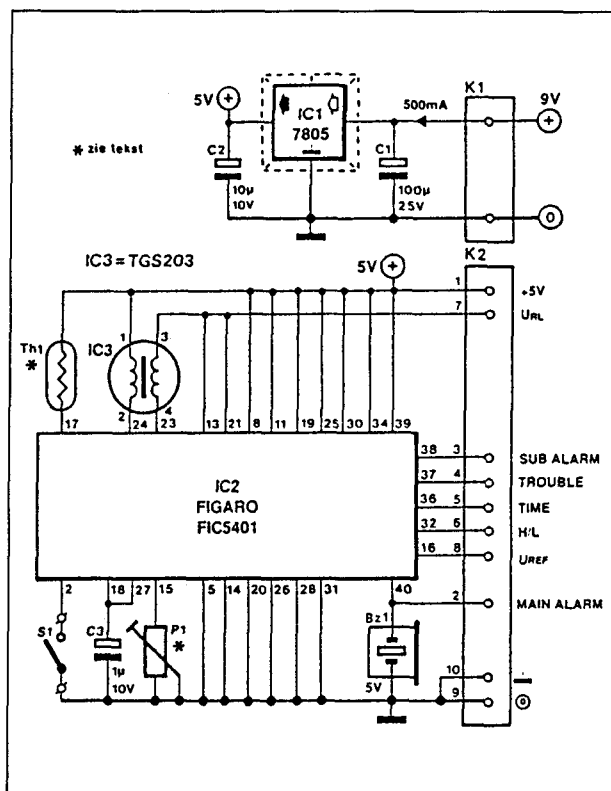 K1
500mA
9V
5V
IC1
7805
* zie tekst
C2
C1
10µ
10V
100µ
25V
0
K2
IC3=TGS203
5V
1
+5V
7
URL
Th1
*
1
3
IC3
2
4
17
24
23
13
21
8
11
19
25
30
34
39
IC2
FIGARO
FIC5401
38
3
SUB ALARM
37
4
TROUBLE
36
5
TIME
32
6
H/L
16
8
UREF
2
18
27
15
5
14
20
26
28
31
40
2
MAIN ALARM
S1
C3
1µ
10V
P1
*
Bz1
5V
10
9
0